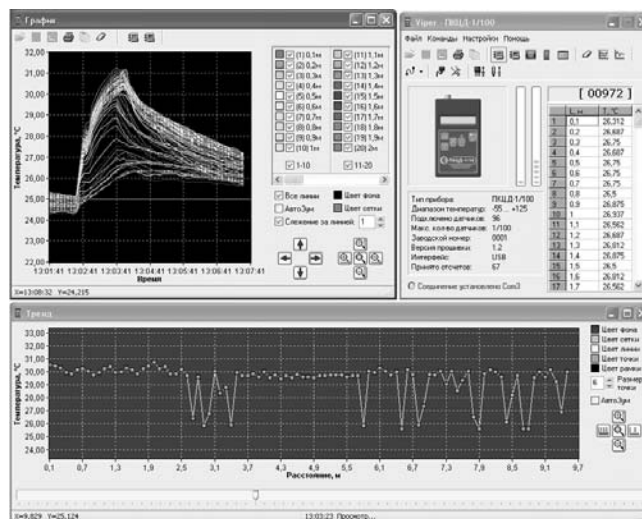 График
32,00
31,00
30,00
29,00
28,00
27,00
26,00
25,00
24,00
23,00
22,00
Температура, °C
13:01:41 13:02:41 13:03:41 13:04:41 13:05:41 13:06:41 13:07:41
Время
(1) 0,1м (11) 1,1м
(2) 0,2м (12) 1,2м
(3) 0,3м (13) 1,3м
(4) 0,4м (14) 1,4м
(5) 0,5м (15) 1,5м
(6) 0,6м (16) 1,6м
(7) 0,7м (17) 1,7м
(8) 0,8м (18) 1,8м
(9) 0,9м (19) 1,9м
(10) 1м (20) 2м
1-10 11-20
Все линии Цвет фона
АвтоЗум Цвет сетки
Слежение за линией: 1
X=13:08:32 Y=24,215
Viper - ПКЦД-1/100
Файл Команды Настройки Помощь
[ 00972 ]
L, м T, °C
1 0,1 26,312
2 0,2 26,687
3 0,3 26,75
4 0,4 26,687
5 0,5 26,75
6 0,6 26,75
7 0,7 26,75
8 0,8 26,5
9 0,9 26,875
10 1 26,937
11 1,1 26,562
12 1,2 26,687
13 1,3 26,812
14 1,4 26,875
15 1,5 26,5
16 1,6 26,812
17 1,7 26,562
Тип прибора: ПКЦД-1/100
Диапазон температур: -55... +125
Подключено датчиков: 96
Макс. кол-во датчиков: 1/100
Заводской номер: 0001
Версия прошивки: 1.2
Интерфейс: USB
Принято отсчетов: 67
Соединение установлено Com3
Тренд
33,00
32,00
31,00
30,00
29,00
28,00
27,00
26,00
25,00
24,00
Температура, °C
0,1 0,7 1,3 1,9 2,5 3,1 3,7 4,3 4,9 5,5 6,1 6,7 7,3 7,9 8,5 9,1 9,7
Расстояние, м
Цвет фона
Цвет сетки
Цвет линии
Цвет точки
Цвет рамки
6 Размер точки
АвтоЗум
X=9,829 Y=25,124 13:03:23 Просмотр...